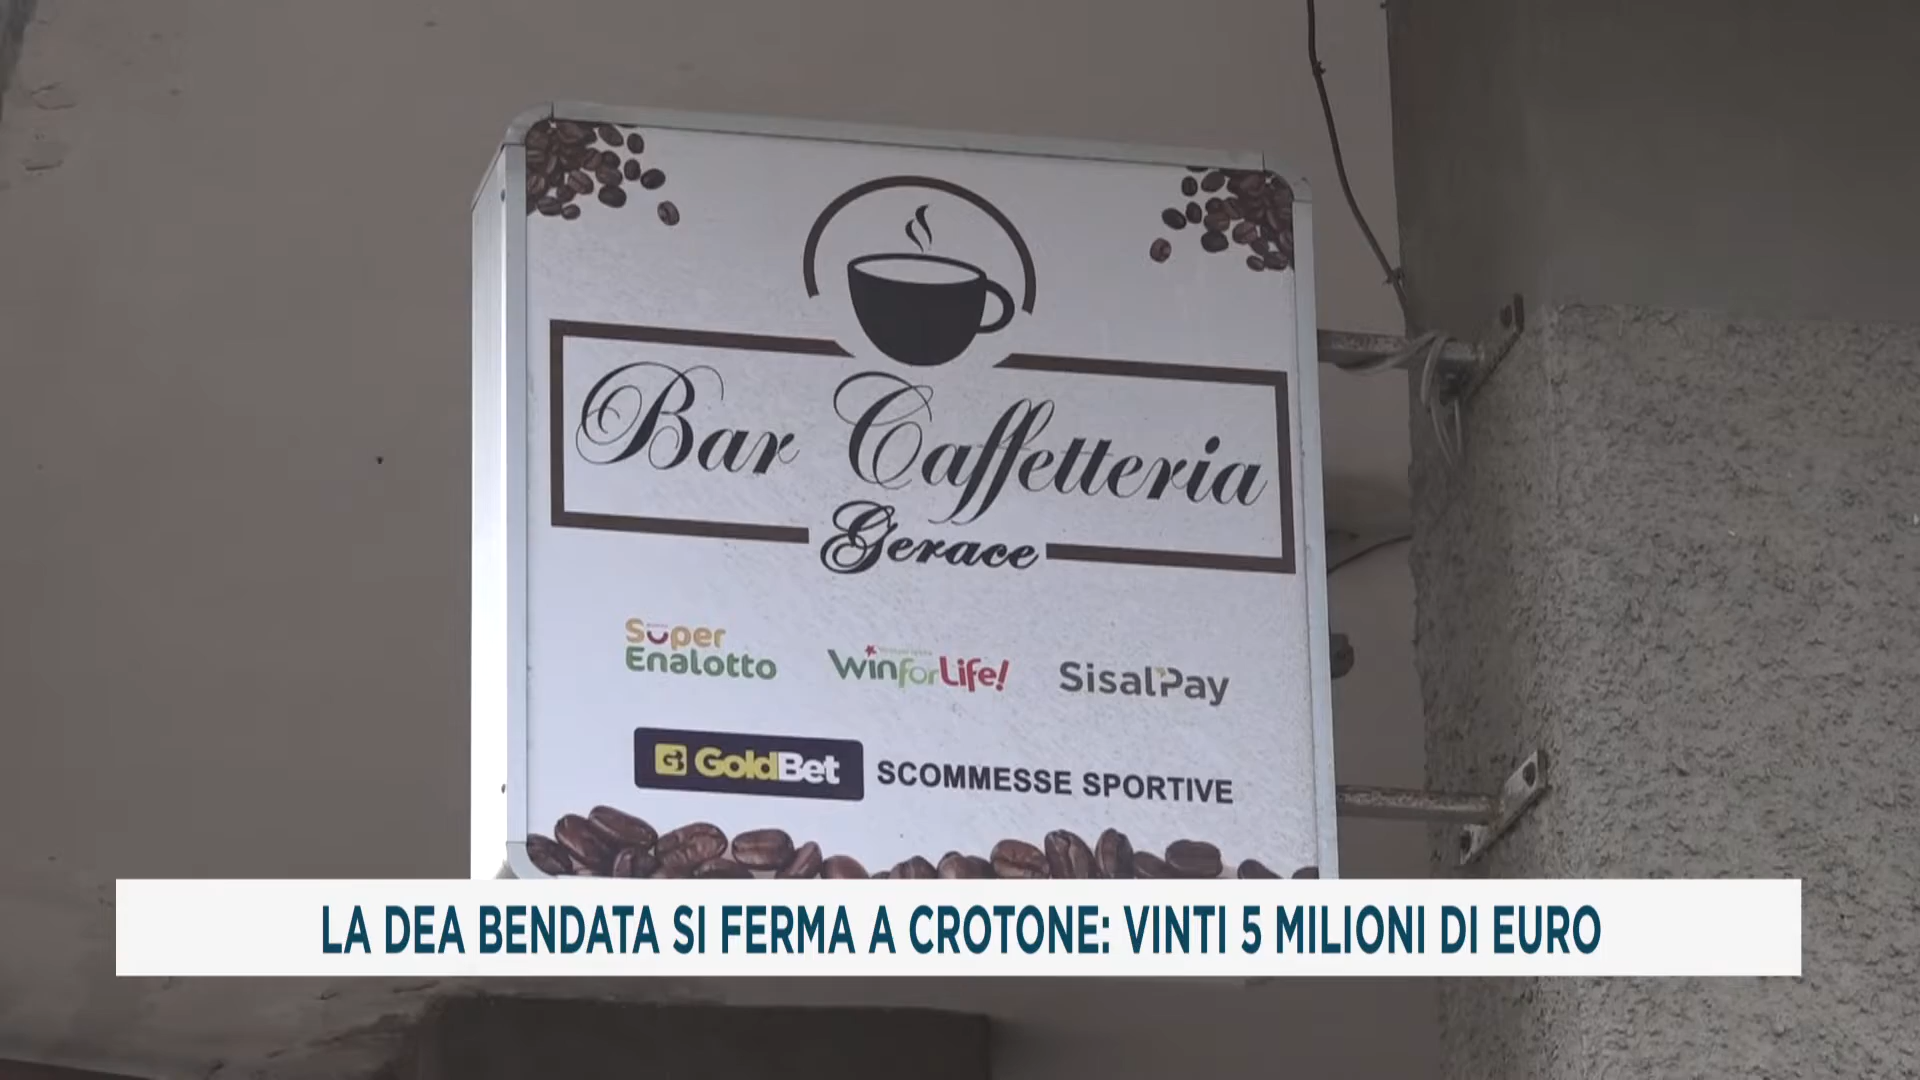 Bar Caffetteria
Gerace
Super
Enalotto
WinforLife!
SisalPay
GoldBet SCOMMESSE SPORTIVE
LA DEA BENDATA SI FERMA A CROTONE: VINTI 5 MILIONI DI EURO